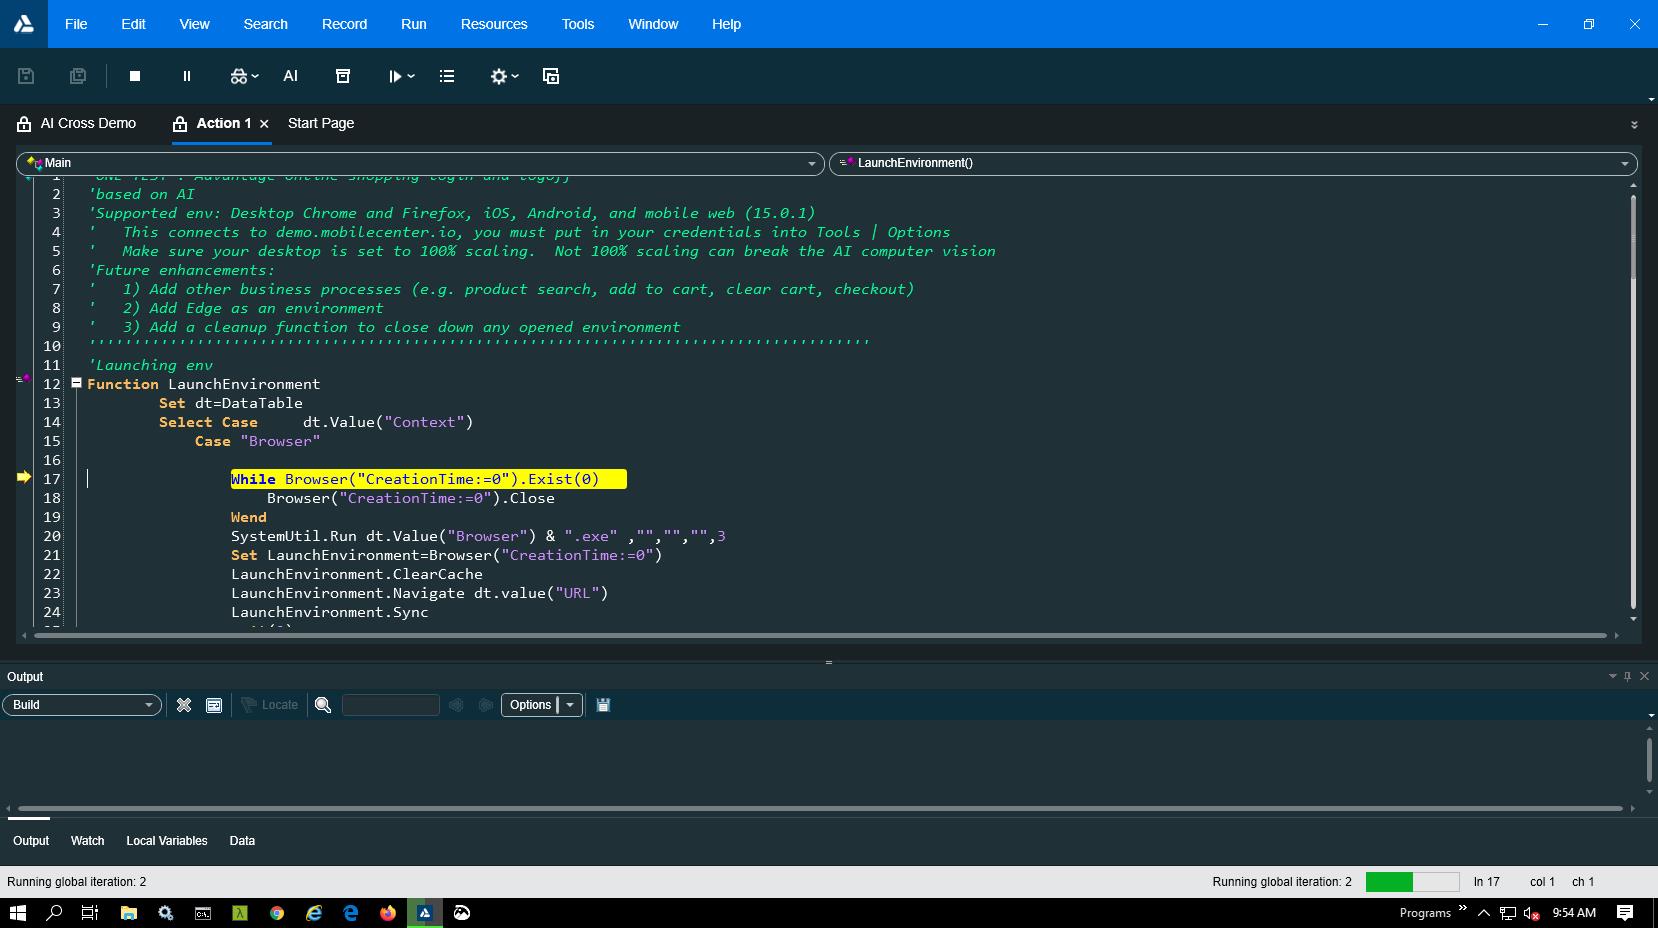 File Edit View Search Record Run Resources Tools Window Help
AI
AI Cross Demo Action 1 Start Page
Main LaunchEnvironment()
1 'ONE TEST : Advantage online shopping login and logoff
2 'based on AI
3 'Supported env: Desktop Chrome and Firefox, iOS, Android, and mobile web (15.0.1)
4 '   This connects to demo.mobilecenter.io, you must put in your credentials into Tools | Options
5 '   Make sure your desktop is set to 100% scaling.  Not 100% scaling can break the AI computer vision
6 'Future enhancements:
7 '   1) Add other business processes (e.g. product search, add to cart, clear cart, checkout)
8 '   2) Add Edge as an environment
9 '   3) Add a cleanup function to close down any opened environment
10 '''''''''''''''''''''''''''''''''''''''''''''''''''''''''''''''''''''''''''''''''''''''
11 'Launching env
12 Function LaunchEnvironment
13 Set dt=DataTable
14 Select Case     dt.Value("Context")
15 Case "Browser"
16
17 While Browser("CreationTime:=0").Exist(0)
18 Browser("CreationTime:=0").Close
19 Wend
20 SystemUtil.Run dt.Value("Browser") & ".exe" ,"","","",3
21 Set LaunchEnvironment=Browser("CreationTime:=0")
22 LaunchEnvironment.ClearCache
23 LaunchEnvironment.Navigate dt.value("URL")
24 LaunchEnvironment.Sync
Output
Build Locate Options
Output Watch Local Variables Data
Running global iteration: 2 Running global iteration: 2 ln 17 col 1 ch 1
Programs 9:54 AM